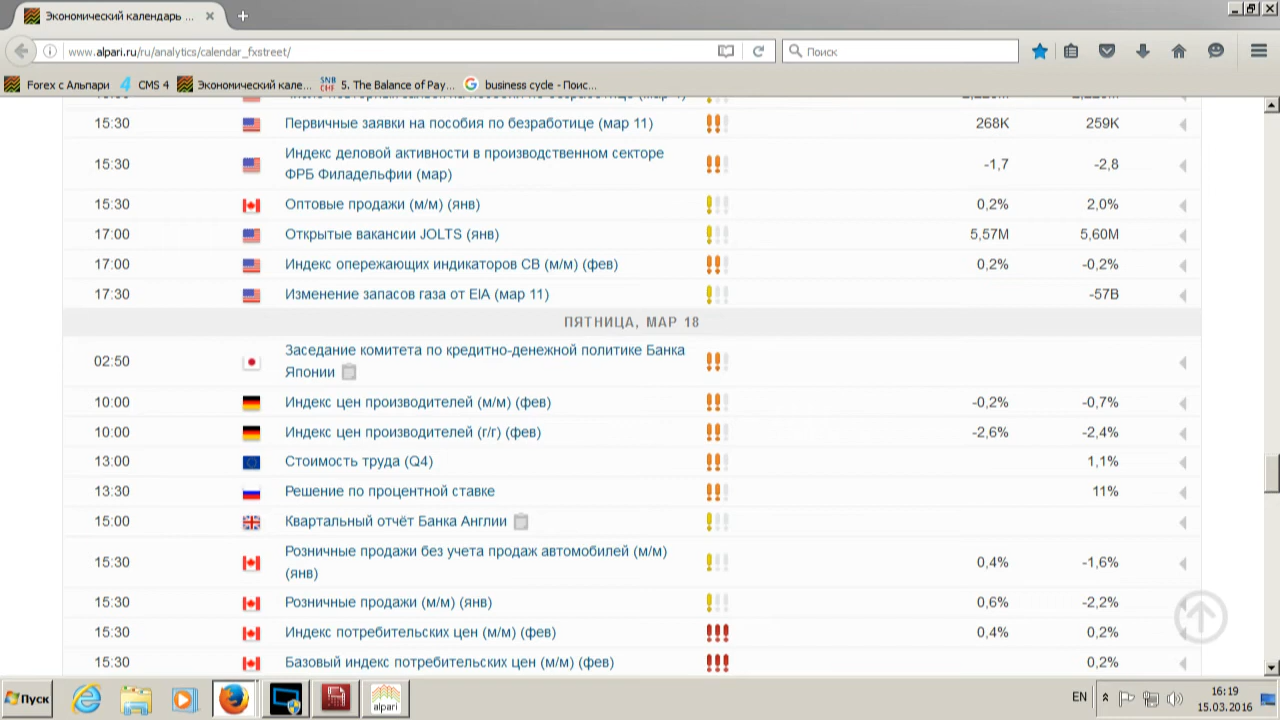 Экономический календарь ...
www.alpari.ru/ru/analytics/calendar_fxstreet/
Поиск
Forex с Альпари
CMS 4
Экономический кале...
SNB CHF
5. The Balance of Pay...
business cycle - Поис...
15:30 Первичные заявки на пособия по безработице (мар 11) 268K 259K
15:30 Индекс деловой активности в производственном секторе
ФРБ Филадельфии (мар) -1,7 -2,8
15:30 Оптовые продажи (м/м) (янв) 0,2% 2,0%
17:00 Открытые вакансии JOLTS (янв) 5,57M 5,60M
17:00 Индекс опережающих индикаторов CB (м/м) (фев) 0,2% -0,2%
17:30 Изменение запасов газа от EIA (мар 11) -57B
ПЯТНИЦА, МАР 18
02:50 Заседание комитета по кредитно-денежной политике Банка
Японии
10:00 Индекс цен производителей (м/м) (фев) -0,2% -0,7%
10:00 Индекс цен производителей (г/г) (фев) -2,6% -2,4%
13:00 Стоимость труда (Q4) 1,1%
13:30 Решение по процентной ставке 11%
15:00 Квартальный отчёт Банка Англии
15:30 Розничные продажи без учета продаж автомобилей (м/м)
(янв) 0,4% -1,6%
15:30 Розничные продажи (м/м) (янв) 0,6% -2,2%
15:30 Индекс потребительских цен (м/м) (фев) 0,4% 0,2%
15:30 Базовый индекс потребительских цен (м/м) (фев) 0,2%
Пуск
alpari
EN
16:19
15.03.2016